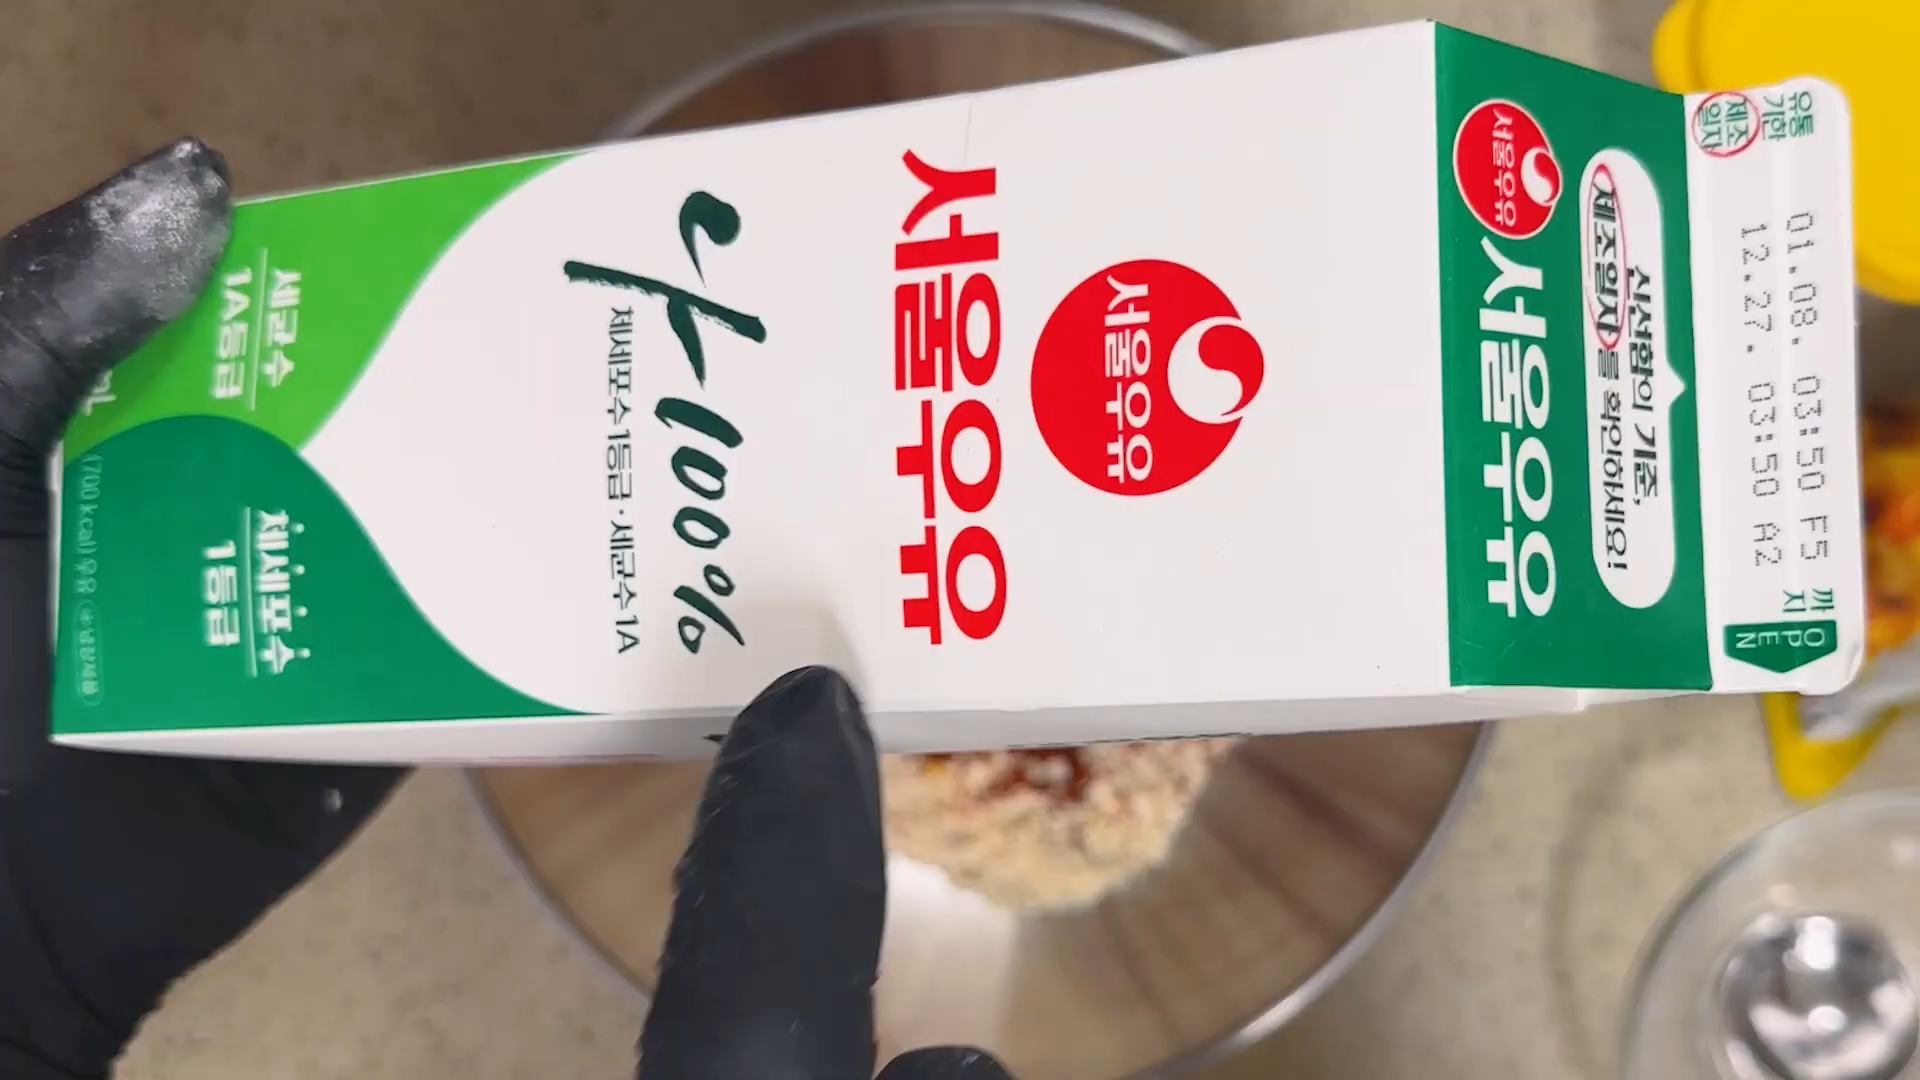 유통
기한
제조
일자
01.08. 03:50 F5
12.27. 03:50 A2
까
지
OPEN
신선함의 기준,
제조일자를 확인하세요!
서울우유
서울우유
서울우유
서울우유
나100%
체세포수 1등급·세균수 1A
세균수
1A등급
체세포수
1등급